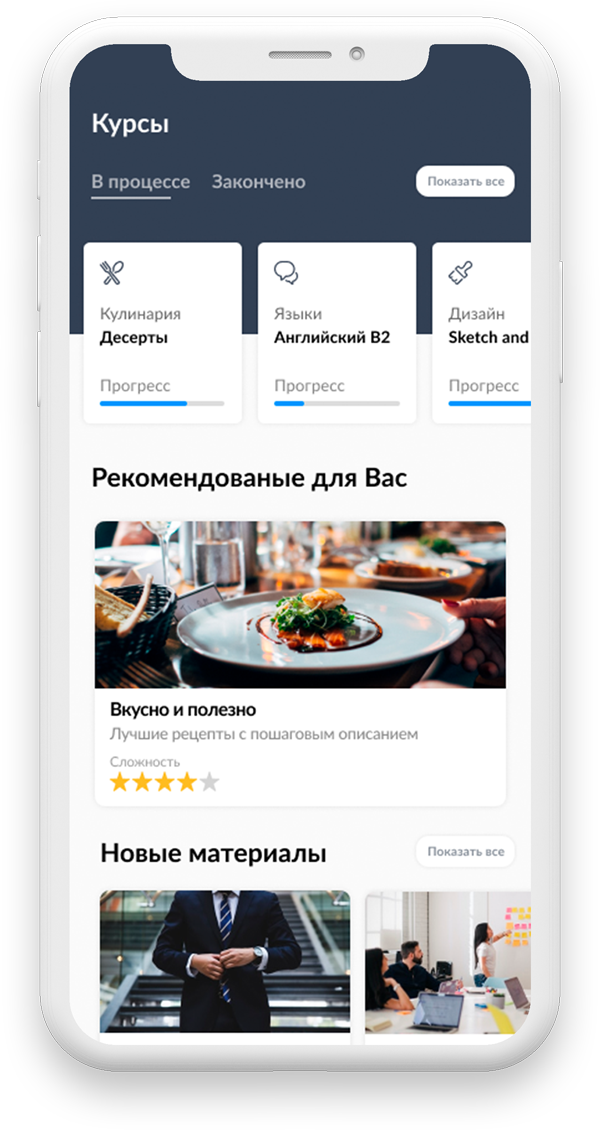 Курсы
В процессе Закончено Показать все
Кулинария
Десерты
Прогресс
Языки
Английский B2
Прогресс
Дизайн
Sketch and
Прогресс
Рекомендованые для Вас
Вкусно и полезно
Лучшие рецепты с пошаговым описанием
Сложность
Новые материалы Показать все